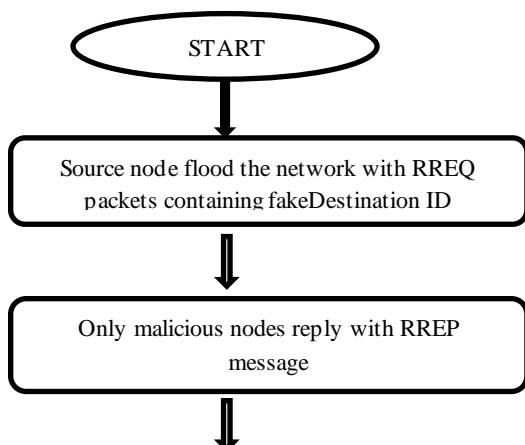 START
Source node flood the network with RREQ
packets containing fakeDestination ID
Only malicious nodes reply with RREP
message